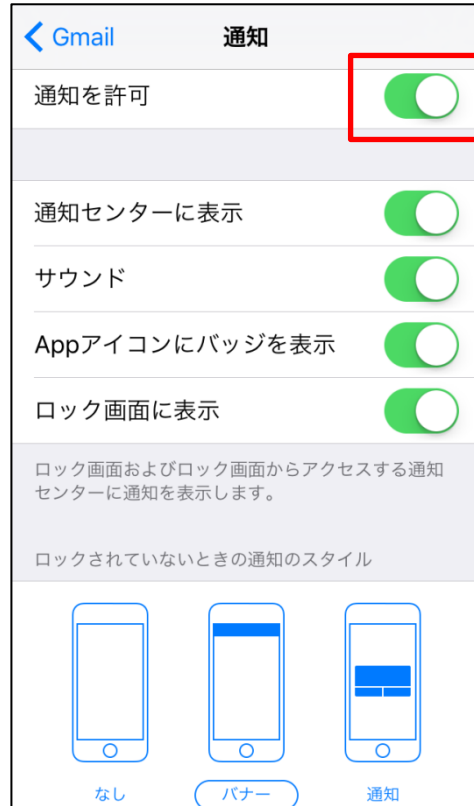 Gmail 通知
通知を許可
通知センターに表示
サウンド
Appアイコンにバッジを表示
ロック画面に表示
ロック画面およびロック画面からアクセスする通知
センターに通知を表示します。
ロックされていないときの通知のスタイル
なし バナー 通知